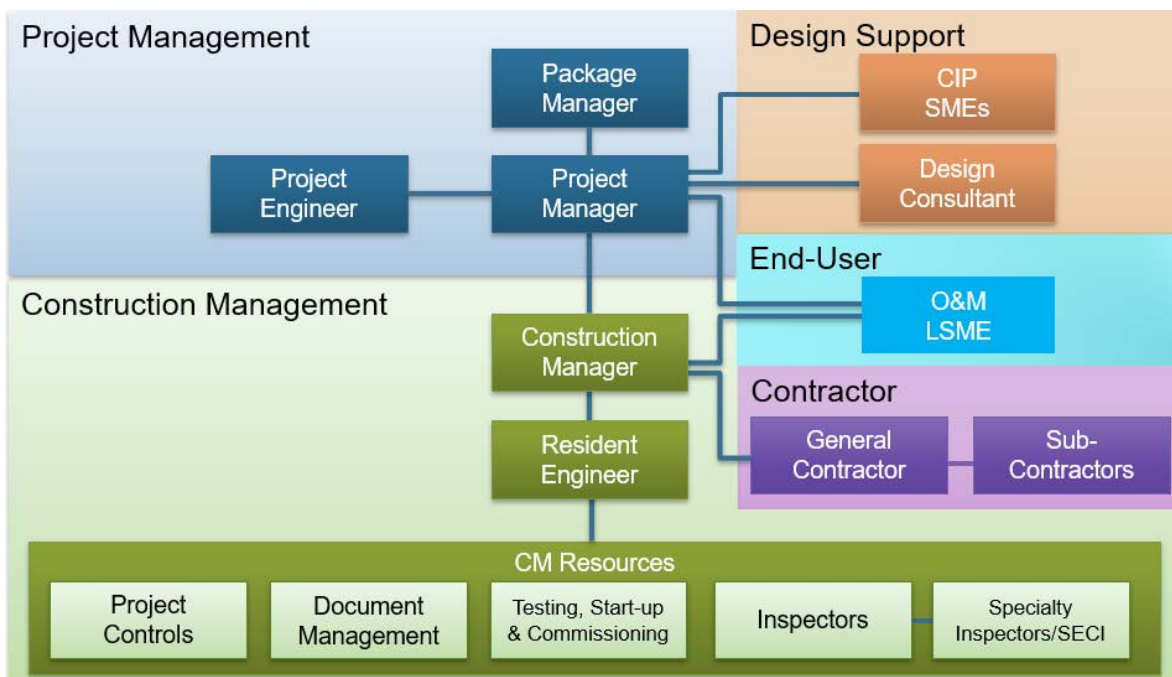 Project Management
Package
Manager
Project
Engineer
Project
Manager
Design Support
CIP
SMEs
Design
Consultant
End-User
O&M
LSME
Construction Management
Construction
Manager
Resident
Engineer
Contractor
General
Contractor
Sub-
Contractors
CM Resources
Project
Controls
Document
Management
Testing, Start-up
& Commissioning
Inspectors
Specialty
Inspectors/SECI